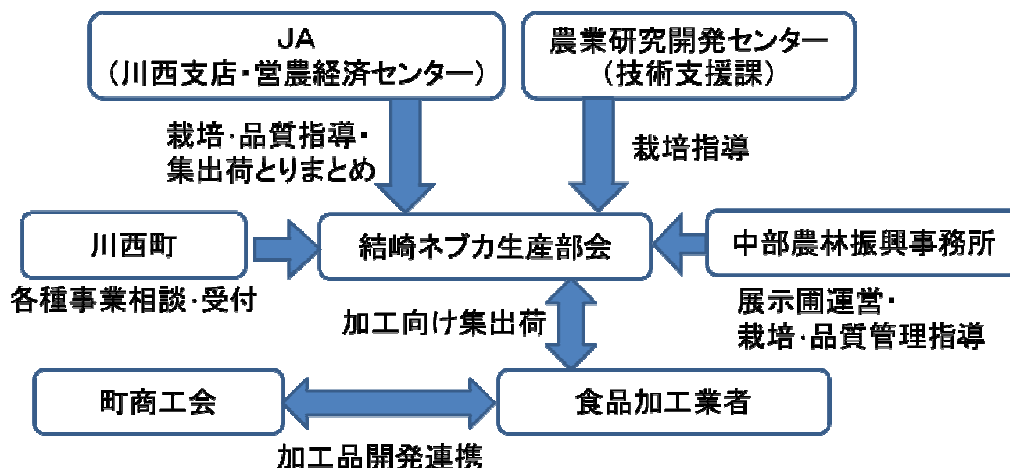 JA
（川西支店・営農経済センター）
農業研究開発センター
（技術支援課）
栽培・品質指導・
集出荷とりまとめ
栽培指導
川西町
結崎ネブカ生産部会
中部農林振興事務所
各種事業相談・受付
加工向け集出荷
展示圃運営・
栽培・品質管理指導
町商工会
食品加工業者
加工品開発連携